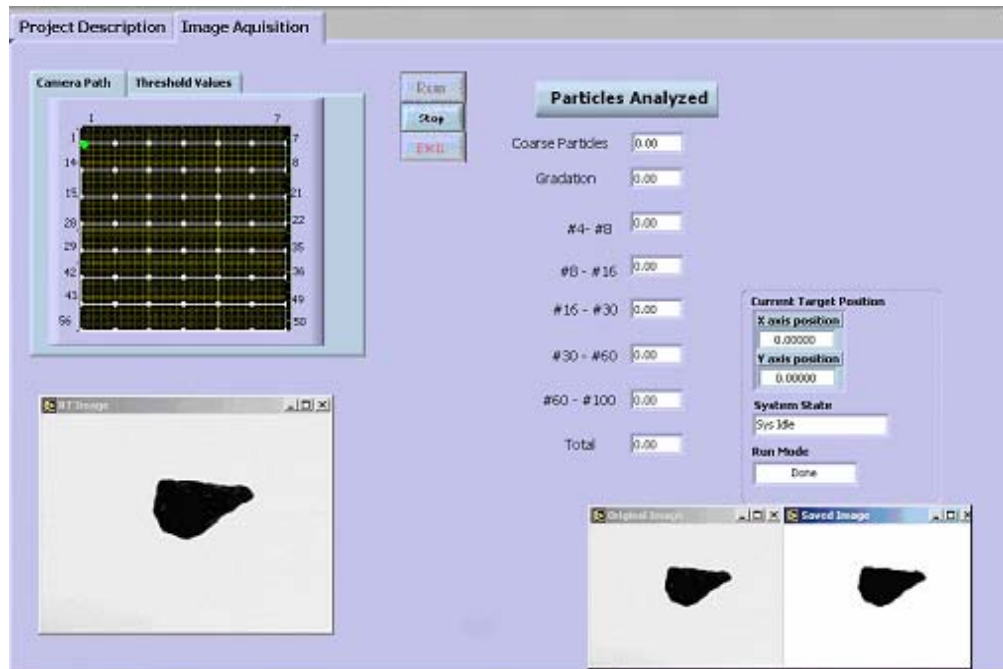 Project Description Image Aquisition
Camera Path Threshold Values
1 7
1 7
14 8
15 21
28 22
29 35
42 36
43 49
56 50
Run
Stop
Exit
Particles Analyzed
Coarse Particles 0.00
Gradation 0.00
#4- #8 0.00
#8 - #16 0.00
#16 - #30 0.00
#30 - #60 0.00
#60 - #100 0.00
Total 0.00
Current Target Position
X axis position
0.00000
Y axis position
0.00000
System State
Sys Idle
Run Mode
Done
RT Image
Original Image
Saved Image